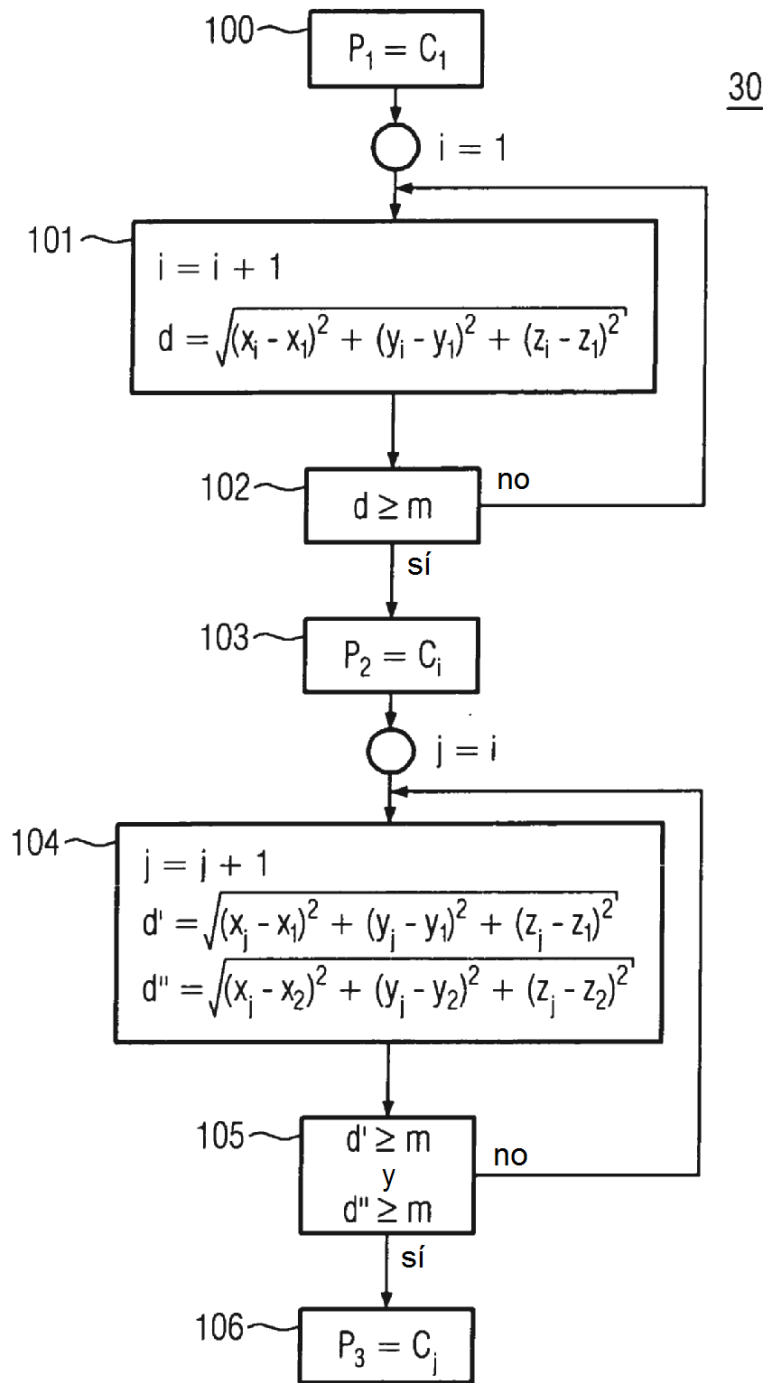 100
P₁ = C₁
30
i = 1
101
i = i + 1
d = √(xᵢ - x₁)² + (yᵢ - y₁)² + (zᵢ - z₁)²
102
d ≥ m
no
sí
103
P₂ = Cᵢ
j = i
104
j = j + 1
d' = √(xⱼ - x₁)² + (yⱼ - y₁)² + (zⱼ - z₁)²
d" = √(xⱼ - x₂)² + (yⱼ - y₂)² + (zⱼ - z₂)²
105
d' ≥ m
y
d" ≥ m
no
sí
106
P₃ = Cⱼ